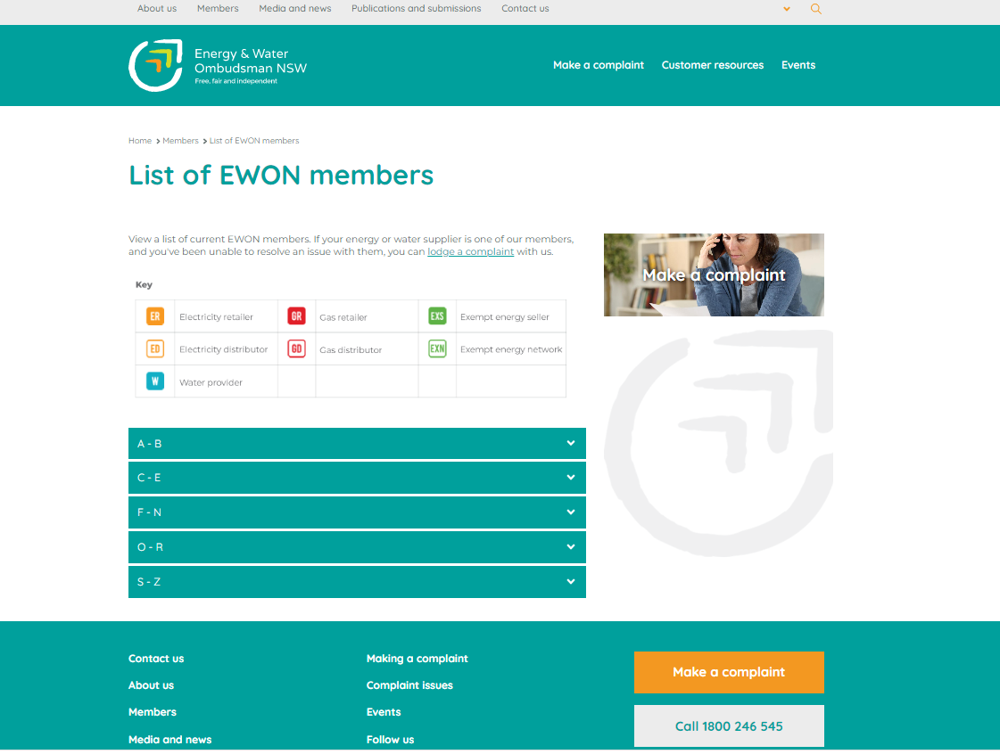 About us Members Media and news Publications and submissions Contact us
Energy & Water
Ombudsman NSW
Free, fair and independent
Make a complaint Customer resources Events
Home > Members > List of EWON members
List of EWON members
View a list of current EWON members. If your energy or water supplier is one of our members,
and you've been unable to resolve an issue with them, you can lodge a complaint with us.
Make a complaint
Key
ER Electricity retailer GR Gas retailer EXS Exempt energy seller
ED Electricity distributor GD Gas distributor EXN Exempt energy network
W Water provider
A - B
C - E
F - N
O - R
S - Z
Contact us Making a complaint Make a complaint
About us Complaint issues
Members Events Call 1800 246 545
Media and news Follow us